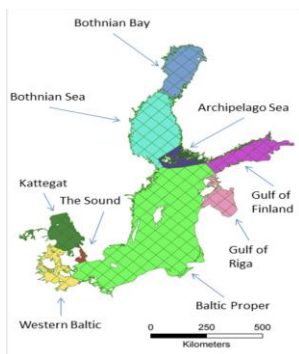 Bothnian Bay
Bothnian Sea
Archipelago Sea
Kattegat
The Sound
Gulf of
Finland
Gulf of
Riga
Baltic Proper
Western Baltic
0 250 500
Kilometers